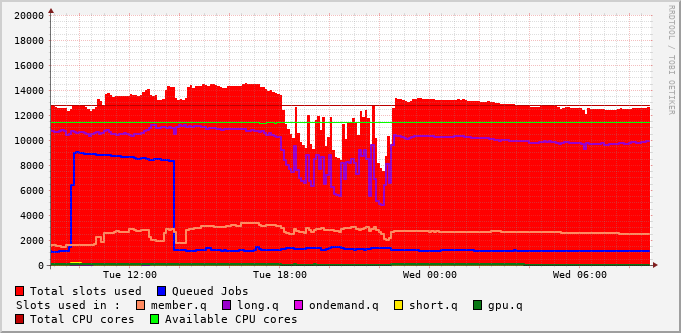 RRDTOOL / TOBI OETIKER
20000
18000
16000
14000
12000
10000
8000
6000
4000
2000
0
Tue 12:00 Tue 18:00 Wed 00:00 Wed 06:00
Total slots used Queued Jobs
Slots used in : member.q long.q ondemand.q short.q gpu.q
Total CPU cores Available CPU cores